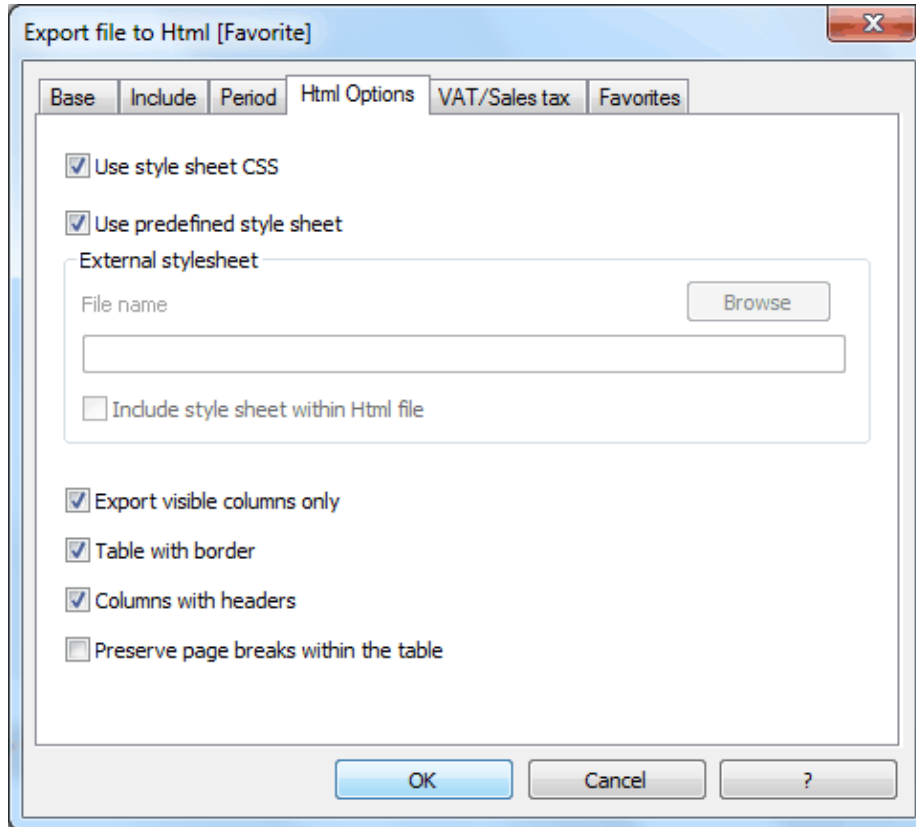 Export file to Html [Favorite]
Base Include Period Html Options VAT/Sales tax Favorites
Use style sheet CSS
Use predefined style sheet
External stylesheet
File name Browse
Include style sheet within Html file
Export visible columns only
Table with border
Columns with headers
Preserve page breaks within the table
OK Cancel ?